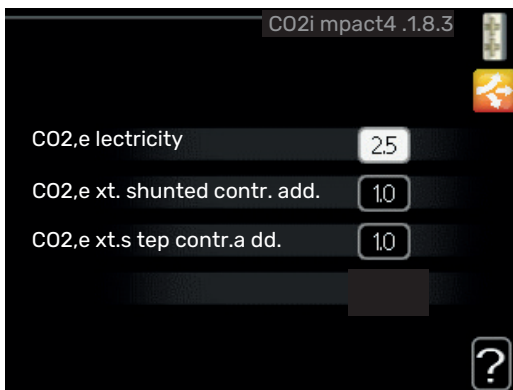 CO2i mpact4 .1.8.3
CO2,e lectricity 2.5
CO2,e xt. shunted contr. add. 1.0
CO2,e xt.s tep contr.a dd. 1.0
?